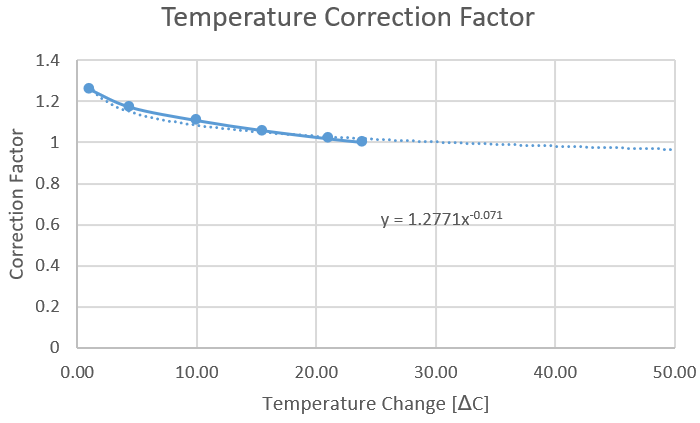 Temperature Correction Factor
1.4
1.2
1
0.8
0.6
0.4
0.2
0
Correction Factor
y = 1.2771x^-0.071
0.00 10.00 20.00 30.00 40.00 50.00
Temperature Change [ΔC]